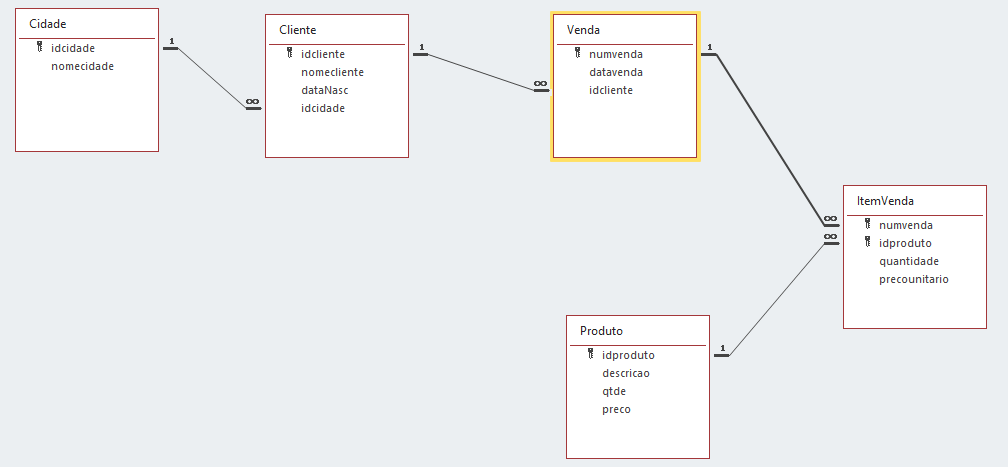 Cidade
idcidade
nomecidade
1
∞
Cliente
idcliente
nomecliente
dataNasc
idcidade
1
∞
Venda
numvenda
datavenda
idcliente
1
∞
∞
ItemVenda
numvenda
idproduto
quantidade
precounitario
Produto
idproduto
descricao
qtde
preco
1